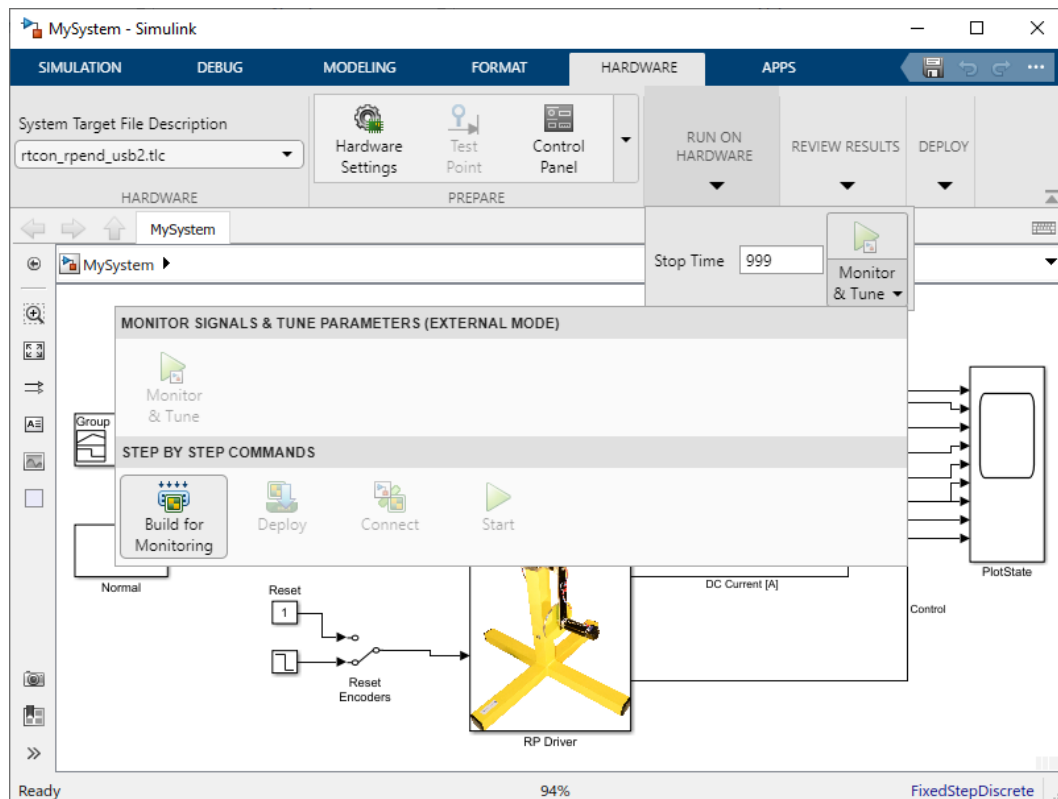 MySystem - Simulink
SIMULATION
DEBUG
MODELING
FORMAT
HARDWARE
APPS
System Target File Description
rtcon_rpend_usb2.tlc
HARDWARE
Hardware
Settings
Test
Point
Control
Panel
PREPARE
RUN ON
HARDWARE
REVIEW RESULTS
DEPLOY
MySystem
MySystem
Stop Time
999
Monitor
& Tune
MONITOR SIGNALS & TUNE PARAMETERS (EXTERNAL MODE)
Monitor
& Tune
STEP BY STEP COMMANDS
Build for
Monitoring
Deploy
Connect
Start
Group
Normal
Reset
1
Reset
Encoders
RP Driver
DC Current [A]
Control
PlotState
Ready
94%
FixedStepDiscrete